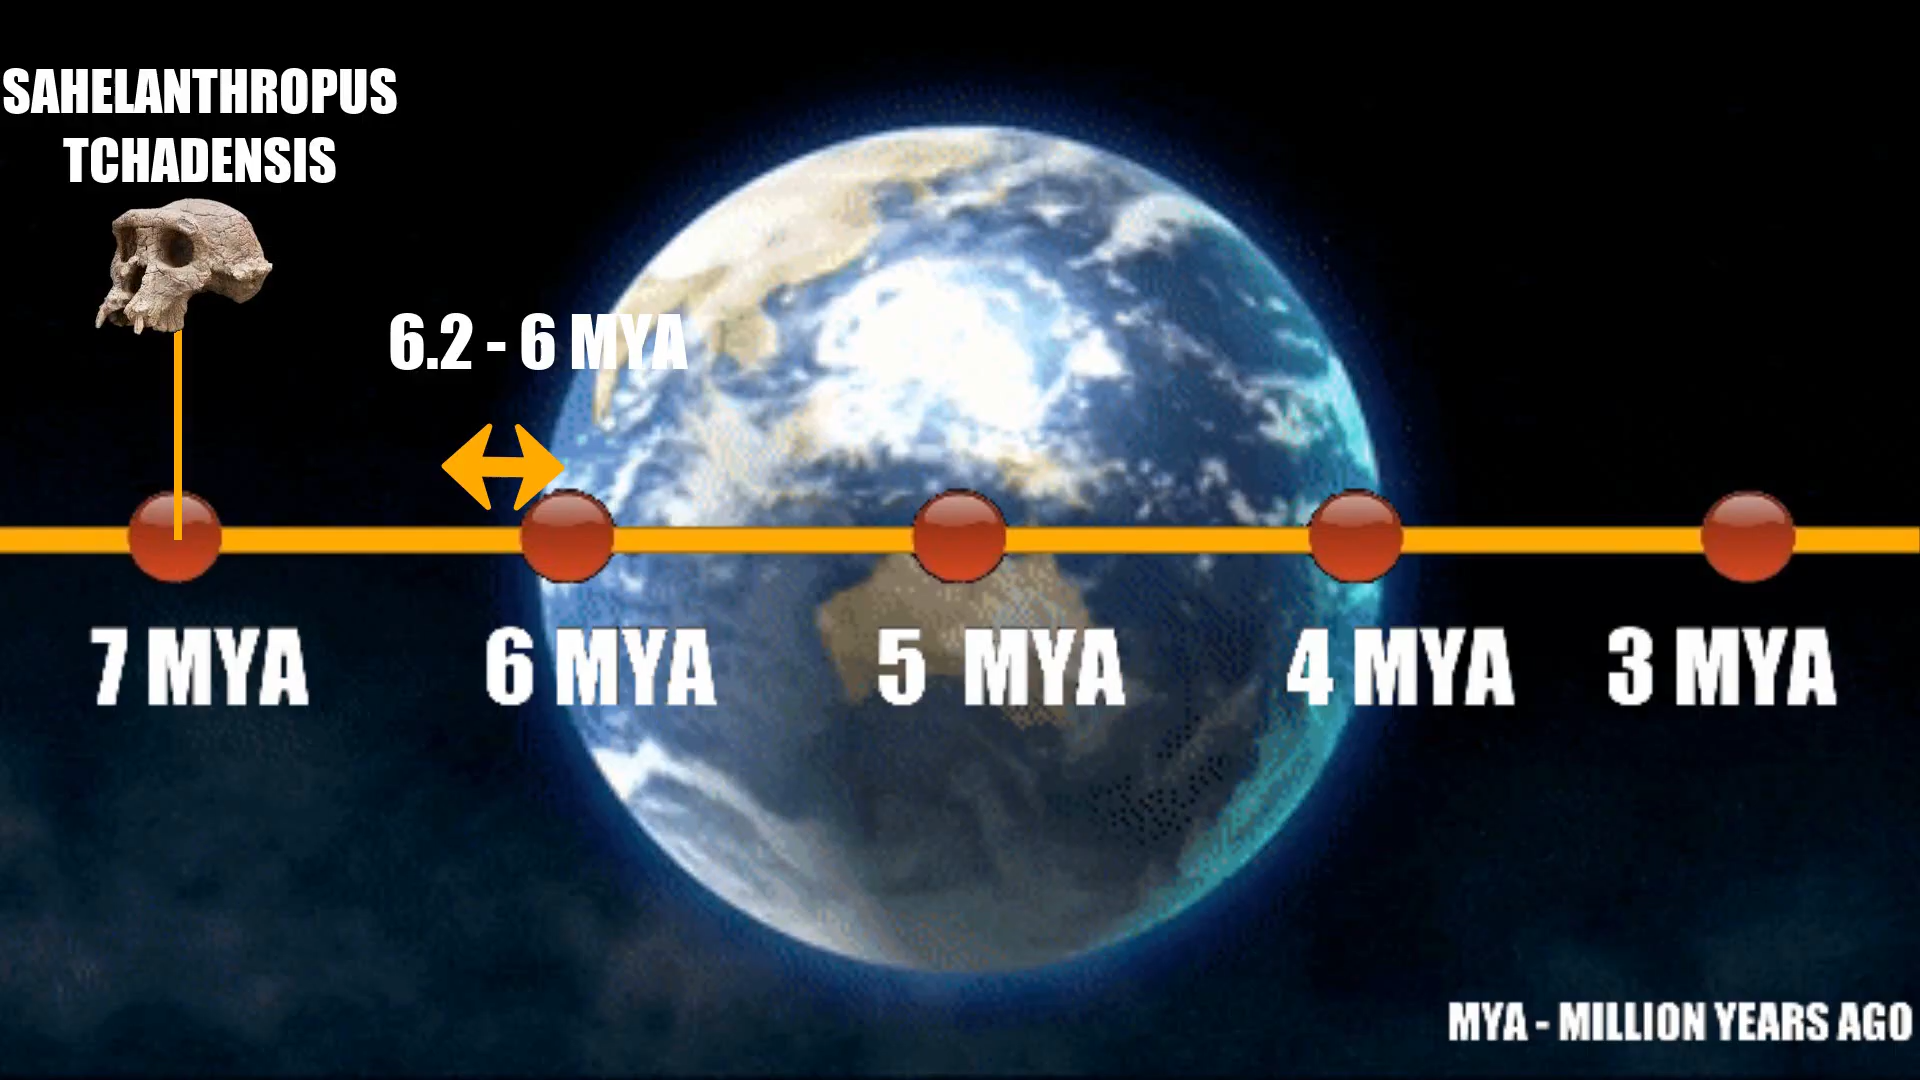 SAHELANTHROPUS
TCHADENSIS
6.2 - 6 MYA
7 MYA
6 MYA
5 MYA
4 MYA
3 MYA
MYA - MILLION YEARS AGO